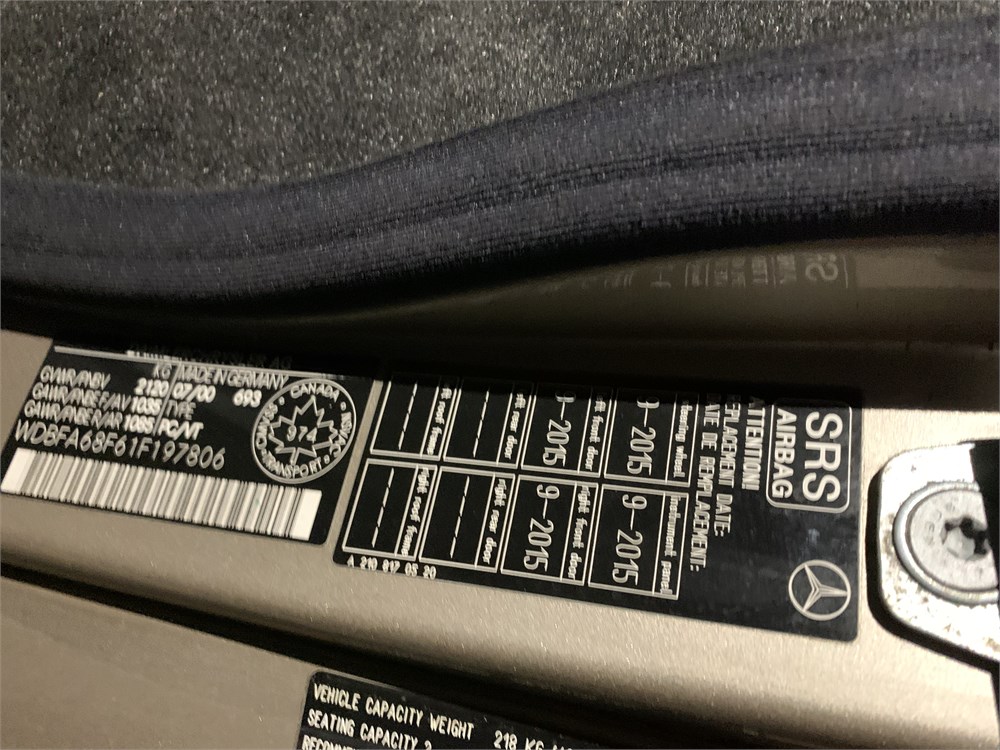 KG MADE IN GERMANY
GVWR/PNBV 2120 07/00 693
GAWR/PNBE F/AV 1035 TYPE
GAWR/PNBE R/AR 1085 PC/VT
WDBFA68F61F197806
CANADA
974
TRANSPORT
SRS
AIRBAG
ATTENTION!
REPLACEMENT DATE:
DATE DE REMPLACEMENT:
steering wheel
9-2015
instrument panel
9-2015
left front door
9-2015
right front door
9-2015
left rear door
right rear door
left roof frame
right roof frame
A 210 817 05 20
VEHICLE CAPACITY WEIGHT 218 KG
SEATING CAPACITY 2